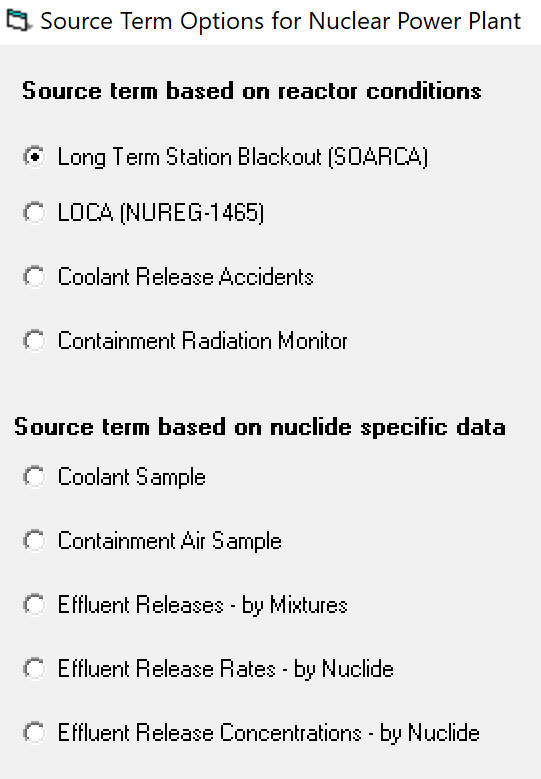 Source Term Options for Nuclear Power Plant
Source term based on reactor conditions
Long Term Station Blackout (SOARCA)
LOCA (NUREG-1465)
Coolant Release Accidents
Containment Radiation Monitor
Source term based on nuclide specific data
Coolant Sample
Containment Air Sample
Effluent Releases - by Mixtures
Effluent Release Rates - by Nuclide
Effluent Release Concentrations - by Nuclide